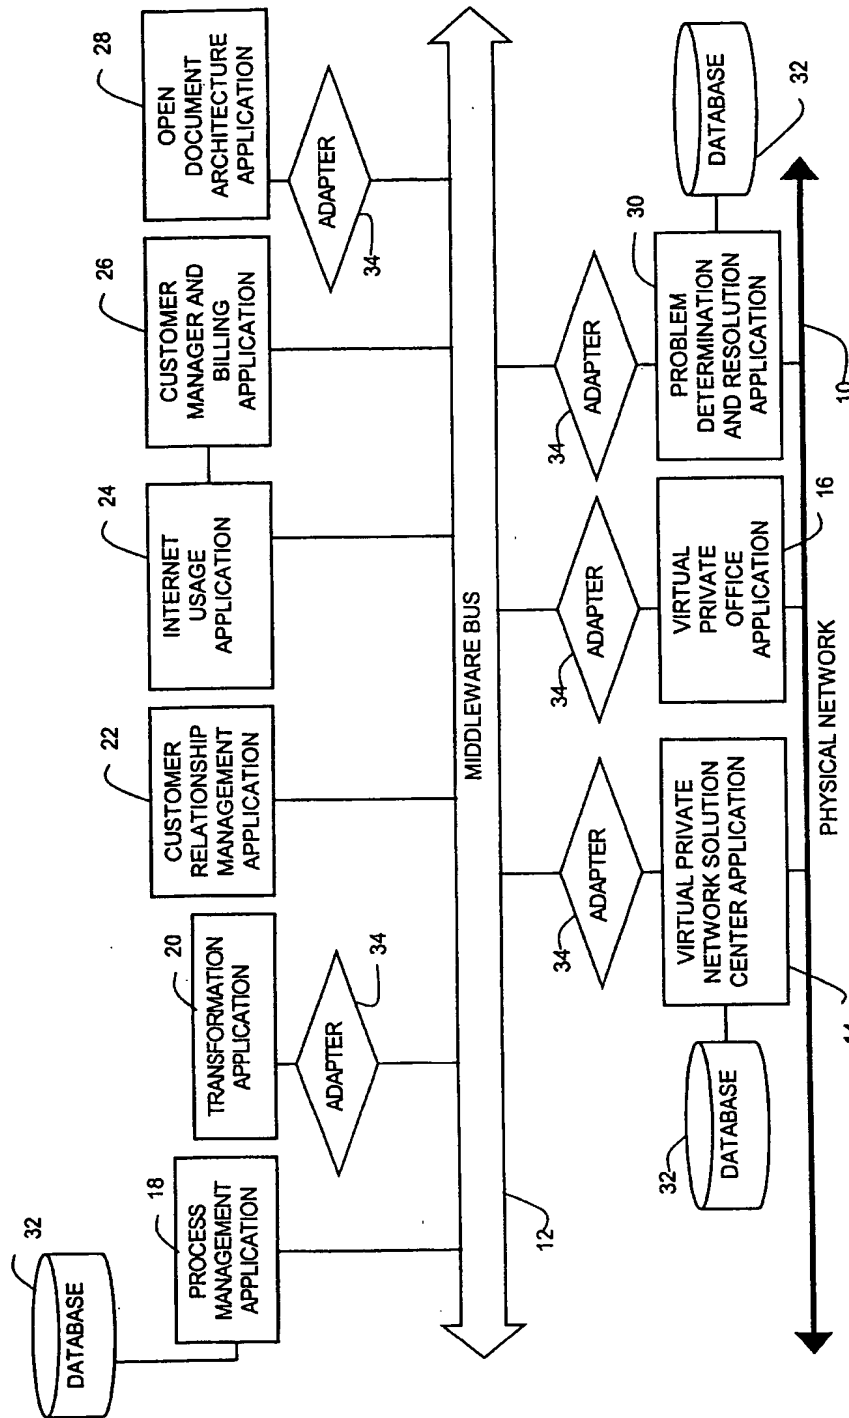 32
DATABASE
18
PROCESS
MANAGEMENT
APPLICATION
20
TRANSFORMATION
APPLICATION
34
ADAPTER
22
CUSTOMER
RELATIONSHIP
MANAGEMENT
APPLICATION
24
INTERNET
USAGE
APPLICATION
26
CUSTOMER
MANAGER AND
BILLING
APPLICATION
28
OPEN
DOCUMENT
ARCHITECTURE
APPLICATION
34
ADAPTER
12
MIDDLEWARE BUS
34
ADAPTER
34
ADAPTER
34
ADAPTER
32
DATABASE
VIRTUAL PRIVATE
NETWORK SOLUTION
CENTER APPLICATION
VIRTUAL
PRIVATE
OFFICE
APPLICATION
16
30
PROBLEM
DETERMINATION
AND RESOLUTION
APPLICATION
DATABASE
32
PHYSICAL NETWORK
10